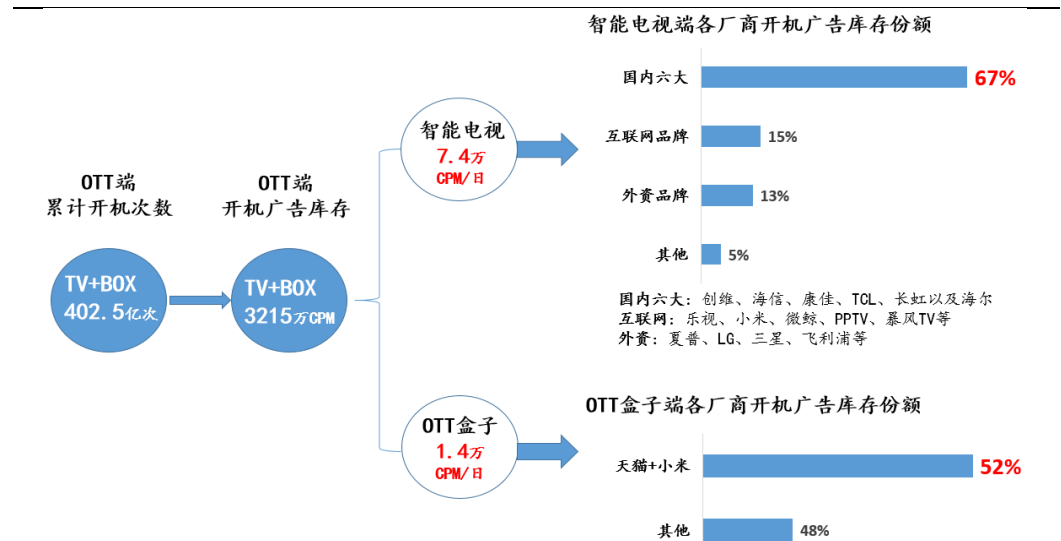 智能电视端各厂商开机广告库存份额
国内六大
67%
互联网品牌
15%
外资品牌
13%
其他
5%
国内六大：创维、海信、康佳、TCL、长虹以及海尔
互联网：乐视、小米、微鲸、PPTV、暴风TV等
外资：夏普、LG、三星、飞利浦等
OTT端
累计开机次数
TV+BOX
402.5亿次
OTT端
开机广告库存
TV+BOX
3215万CPM
智能电视
7.4万
CPM/日
OTT盒子
1.4万
CPM/日
OTT盒子端各厂商开机广告库存份额
天猫+小米
52%
其他
48%